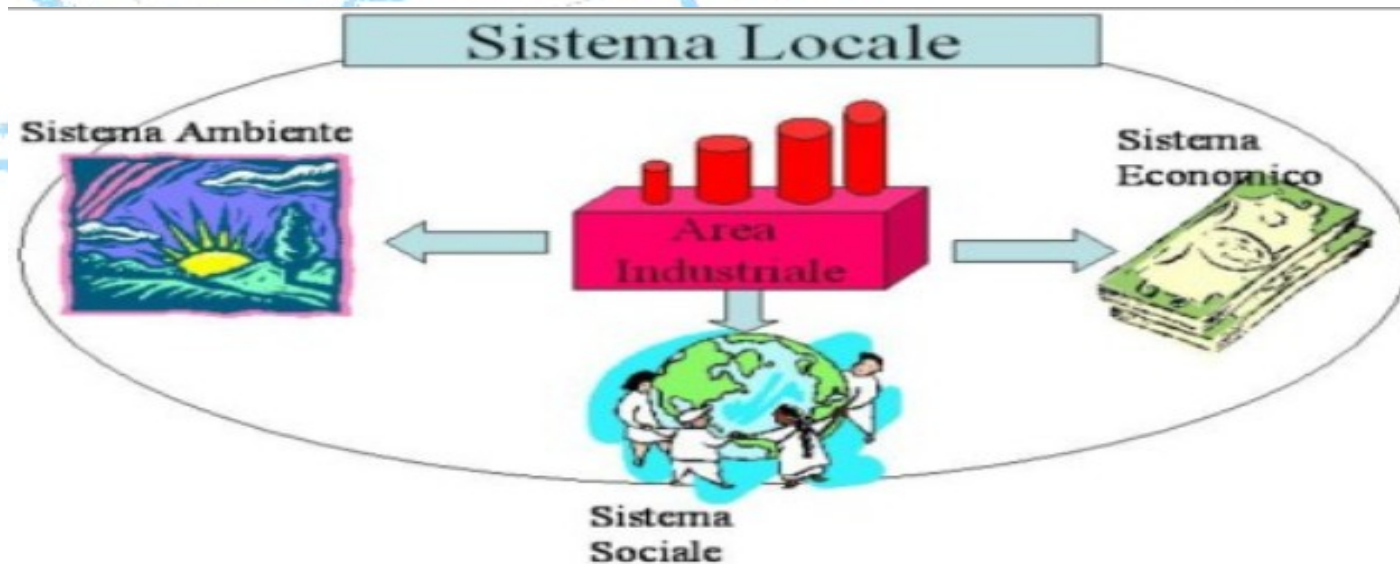 Sistema Locale
Sistema Ambiente
Sistema
Economico
Area
Industriale
Sistema
Sociale